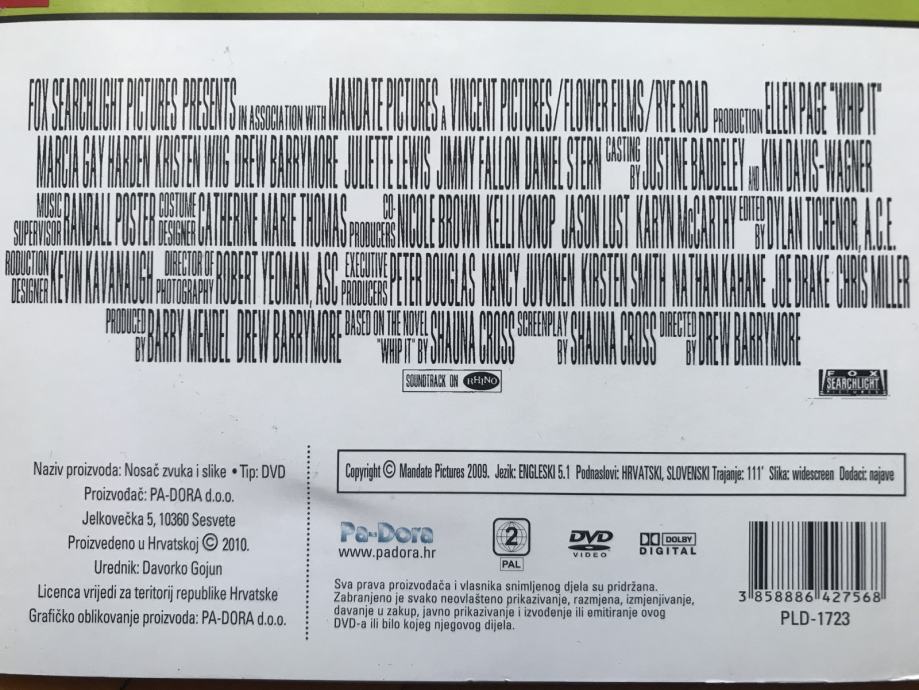 FOX SEARCHLIGHT PICTURES PRESENTS IN ASSOCIATION WITH MANDATE PICTURES A VINCENT PICTURES/FLOWER FILMS/RYE ROAD PRODUCTION ELLEN PAGE "WHIP IT"
MARCIA GAY HARDEN KRISTEN WIIG DREW BARRYMORE JULIETTE LEWIS JIMMY FALLON DANIEL STERN CASTING BY JUSTINE BADDELEY AND KIM DAVIS-WAGNER
MUSIC SUPERVISOR RANDALL POSTER COSTUME DESIGNER CATHERINE MARIE THOMAS CO-PRODUCERS NICOLE BROWN KELLI KONOP JASON LUST KARYN McCARTHY EDITED BY DYLAN TICHENOR, A.C.E.
RODUCTION DESIGNER KEVIN KAVANAUGH DIRECTOR OF PHOTOGRAPHY ROBERT YEOMAN, ASC EXECUTIVE PRODUCERS PETER DOUGLAS NANCY JUVONEN KIRSTEN SMITH NATHAN KAHANE JOE DRAKE CHRIS MILLER
PRODUCED BY BARRY MENDEL DREW BARRYMORE BASED ON THE NOVEL "WHIP IT" BY SHAUNA CROSS SCREENPLAY BY SHAUNA CROSS DIRECTED BY DREW BARRYMORE
SOUNDTRACK ON RHINO
FOX
SEARCHLIGHT
PICTURES
Naziv proizvoda: Nosač zvuka i slike • Tip: DVD
Proizvođač: PA-DORA d.o.o.
Jelkovečka 5, 10360 Sesvete
Proizvedeno u Hrvatskoj © 2010.
Urednik: Davorko Gojun
Licenca vrijedi za teritorij republike Hrvatske
Grafičko oblikovanje proizvoda: PA-DORA d.o.o.
Copyright © Mandate Pictures 2009. Jezik: ENGLESKI 5.1 Podnaslovi: HRVATSKI, SLOVENSKI Trajanje: 111' Slika: widescreen Dodaci: najave
Pa-Dora
www.padora.hr
2
PAL
DVD
VIDEO
DOLBY
DIGITAL
Sva prava proizvođača i vlasnika snimljenog djela su pridržana.
Zabranjeno je svako neovlašteno prikazivanje, razmjena, izmjenjivanje,
davanje u zakup, javno prikazivanje i izvođenje ili emitiranje ovog
DVD-a ili bilo kojeg njegovog dijela.
3 858886 427568
PLD-1723